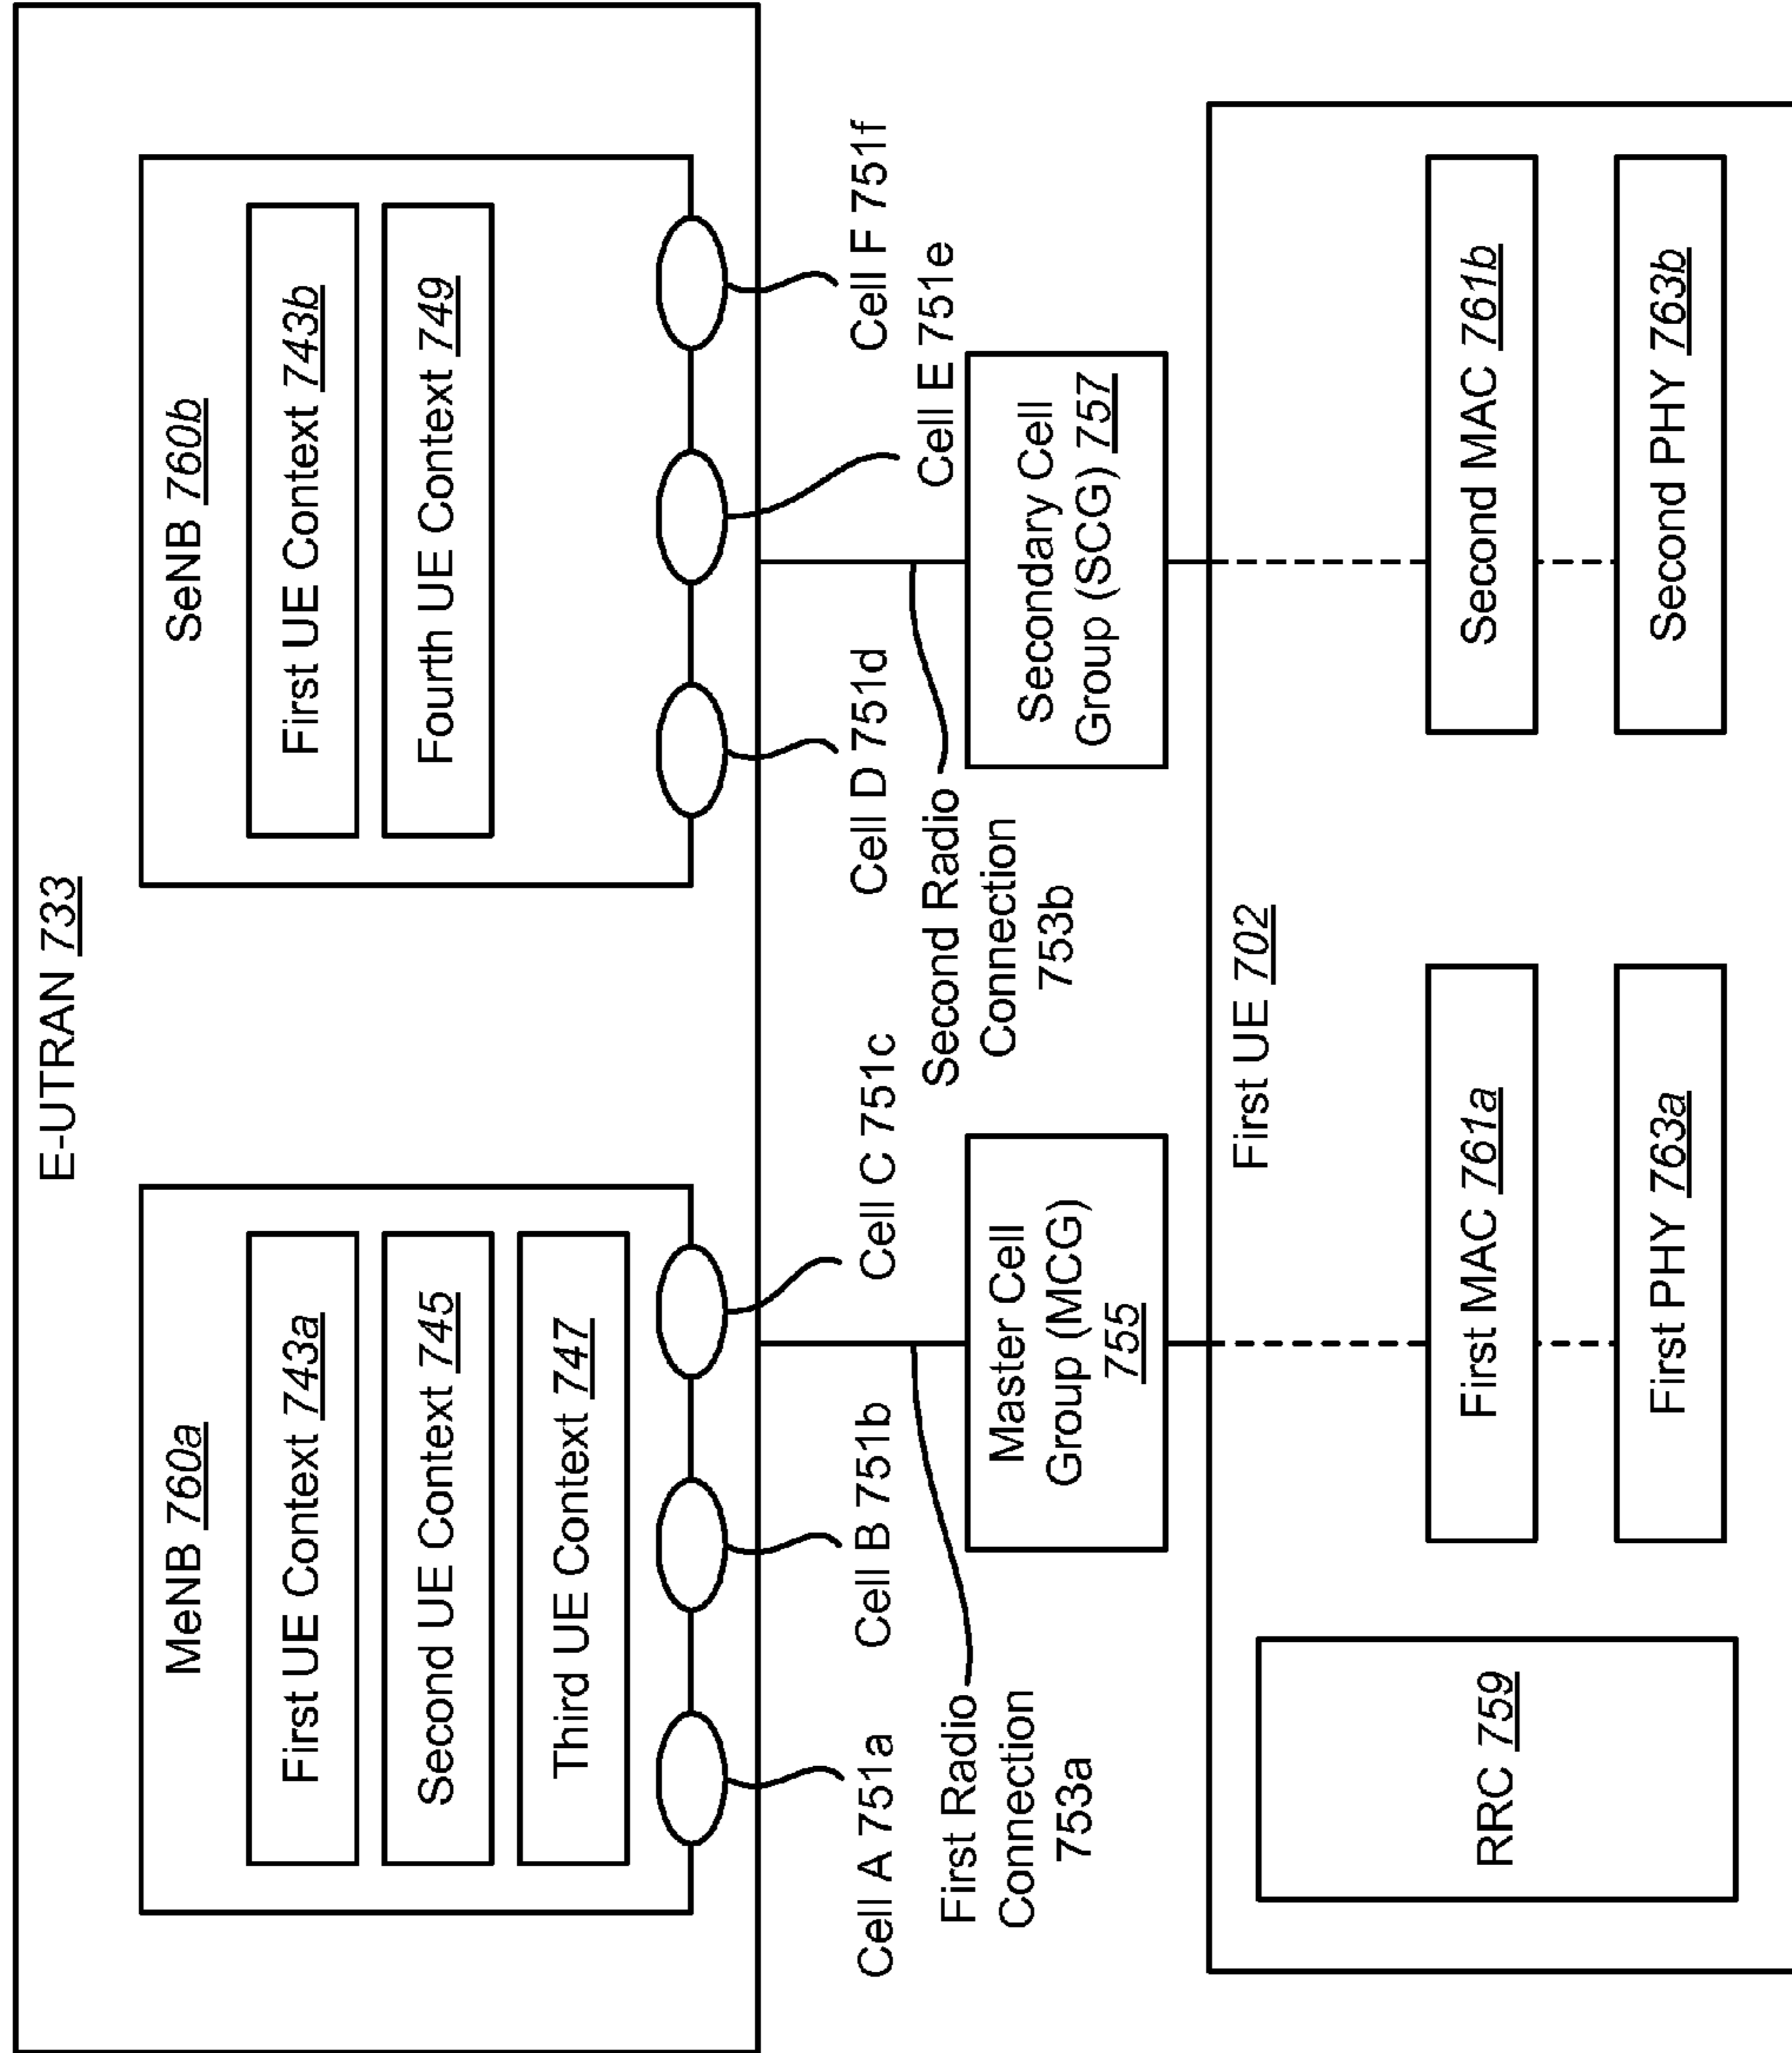 E-UTRAN 733
MeNB 760a
First UE Context 743a
Second UE Context 745
Third UE Context 747
SeNB 760b
First UE Context 743b
Fourth UE Context 749
Cell A 751a
Cell B 751b
Cell C 751c
Cell D 751d
Cell E 751e
Cell F 751f
First Radio
Connection
753a
Master Cell
Group (MCG)
755
Second Radio
Connection
753b
Secondary Cell
Group (SCG) 757
First UE 702
RRC 759
First MAC 761a
First PHY 763a
Second MAC 761b
Second PHY 763b